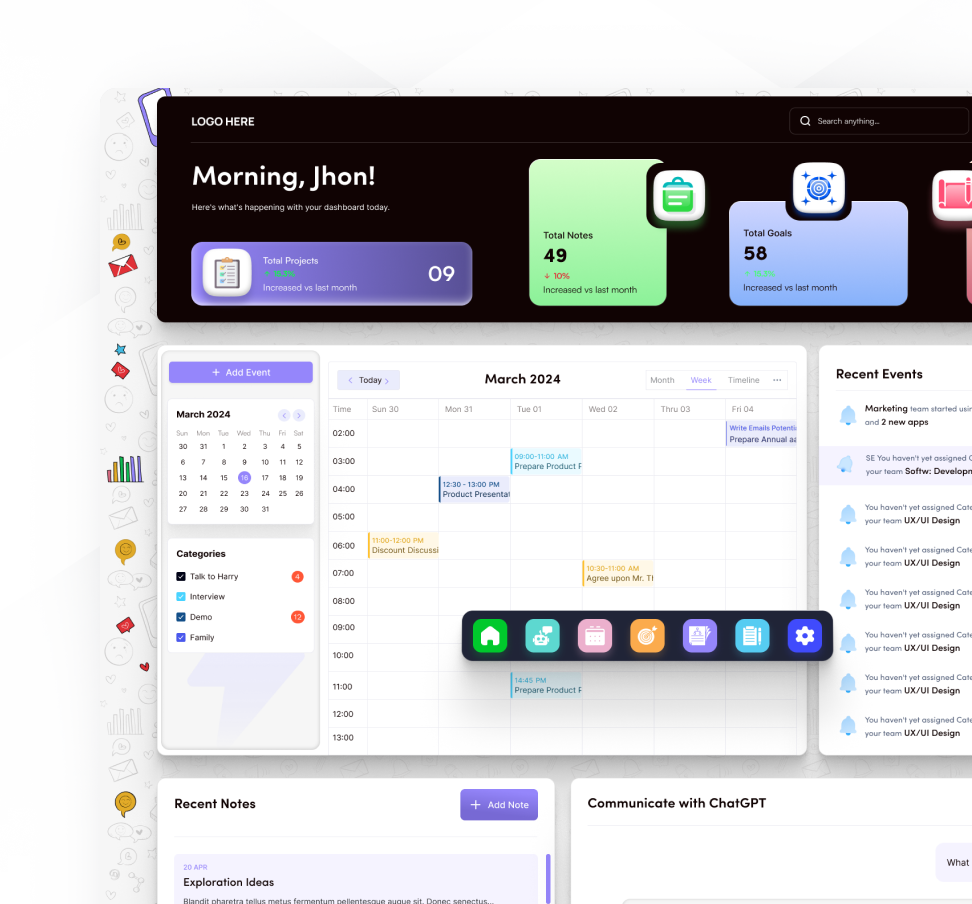 LOGO HERE
Search anything...
Morning, Jhon!
Here's what's happening with your dashboard today.
Total Projects
Increased vs last month
09
Total Notes
49
10%
Increased vs last month
Total Goals
58
Increased vs last month
+ Add Event
March 2024
Sun Mon Tue Wed Thu Fri Sat
30 31 1 2 3 4 5
6 7 8 9 10 11 12
13 14 15 16 17 18 19
20 21 22 23 24 25 26
27 28 29 30 31
Categories
Talk to Harry 4
Interview
Demo 12
Family
Today
March 2024
Month Week Timeline ...
Time Sun 30 Mon 31 Tue 01 Wed 02 Thru 03 Fri 04
02:00
Write Emails Potentia
Prepare Annual aa
03:00
09:00-11:00 AM
Prepare Product F
04:00
12:30 - 13:00 PM
Product Presentat
05:00
06:00
11:00-12:00 PM
Discount Discussi
07:00
10:30-11:00 AM
Agree upon Mr. Th
08:00
09:00
10:00
11:00
14:45 PM
Prepare Product F
12:00
13:00
Recent Events
Marketing team started usin
and 2 new apps
SE You haven't yet assigned C
your team Softw: Developn
You haven't yet assigned Cate
your team UX/UI Design
You haven't yet assigned Cate
your team UX/UI Design
You haven't yet assigned Cate
your team UX/UI Design
You haven't yet assigned Cate
your team UX/UI Design
You haven't yet assigned Cate
your team UX/UI Design
You haven't yet assigned Cate
your team UX/UI Design
Recent Notes
+ Add Note
20 APR
Exploration Ideas
Blandit pharetra tellus metus fermentum pellentesque augue sit. Donec senectus...
Communicate with ChatGPT
What